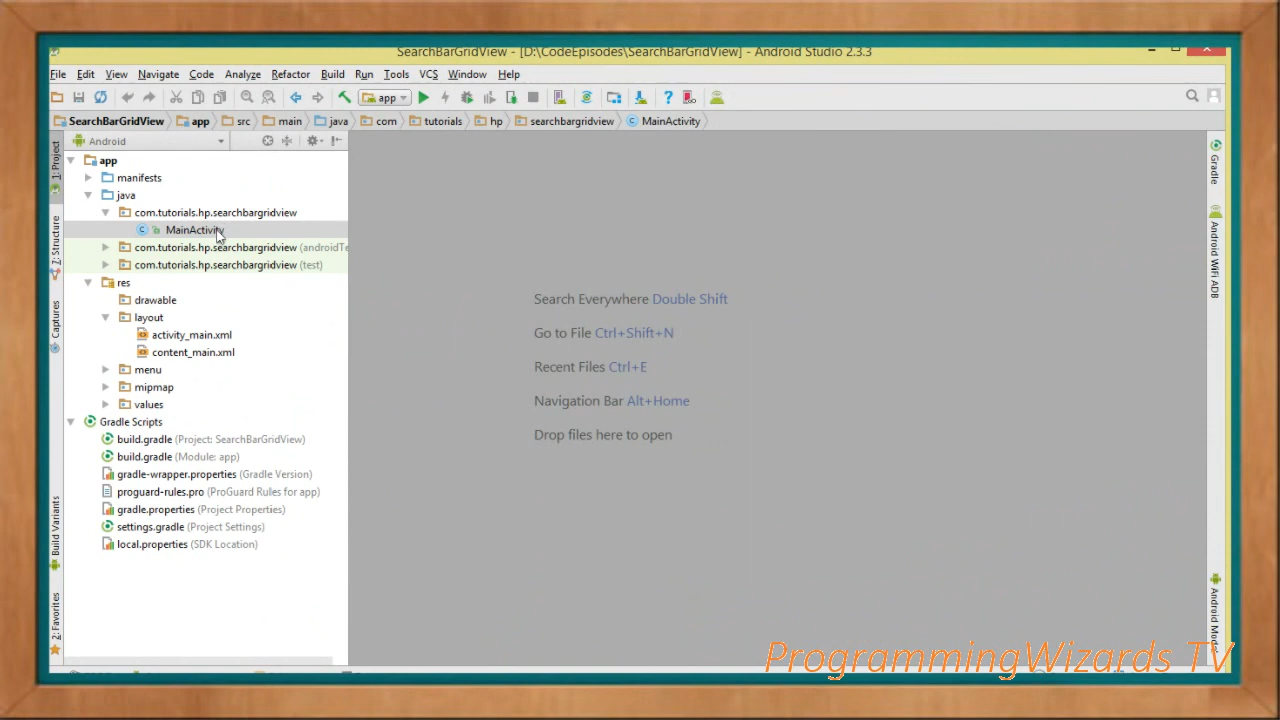 SearchBarGridView - [D:\CodeEpisodes\SearchBarGridView] - Android Studio 2.3.3
File Edit View Navigate Code Analyze Refactor Build Run Tools VCS Window Help
app
SearchBarGridView app src main java com tutorials hp searchbargridview MainActivity
Android
1: Project
7: Structure
Captures
Build Variants
2: Favorites
app
manifests
java
com.tutorials.hp.searchbargridview
MainActivity
com.tutorials.hp.searchbargridview (androidTe
com.tutorials.hp.searchbargridview (test)
res
drawable
layout
activity_main.xml
content_main.xml
menu
mipmap
values
Gradle Scripts
build.gradle (Project: SearchBarGridView)
build.gradle (Module: app)
gradle-wrapper.properties (Gradle Version)
proguard-rules.pro (ProGuard Rules for app)
gradle.properties (Project Properties)
settings.gradle (Project Settings)
local.properties (SDK Location)
Search Everywhere Double Shift
Go to File Ctrl+Shift+N
Recent Files Ctrl+E
Navigation Bar Alt+Home
Drop files here to open
Gradle
Android WiFi ADB
Android Mod
ProgrammingWizards TV